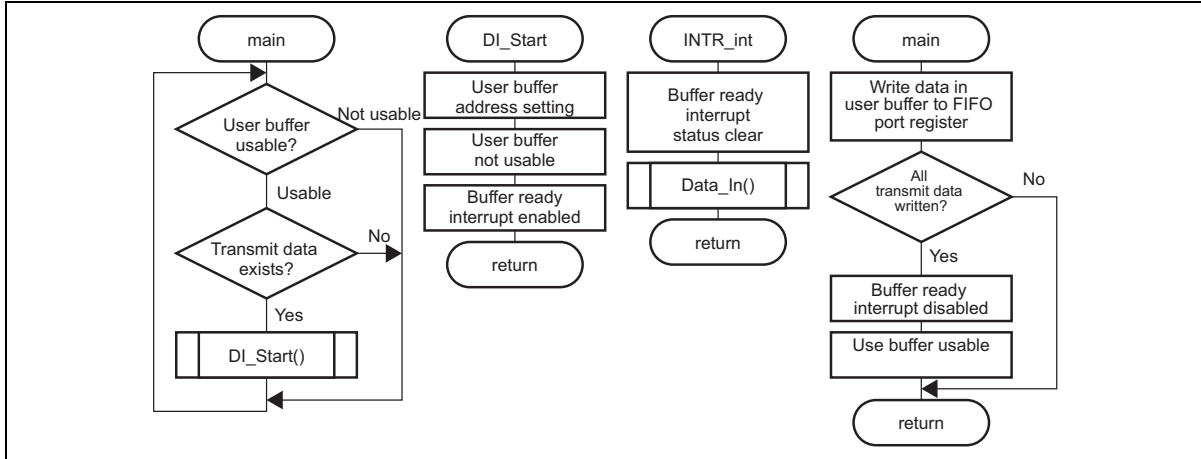 main
User buffer
usable?
Not usable
Usable
Transmit data
exists?
No
Yes
DI_Start()
DI_Start
User buffer
address setting
User buffer
not usable
Buffer ready
interrupt enabled
return
INTR_int
Buffer ready
interrupt
status clear
Data_In()
return
main
Write data in
user buffer to FIFO
port register
All
transmit data
written?
No
Yes
Buffer ready
interrupt disabled
Use buffer usable
return